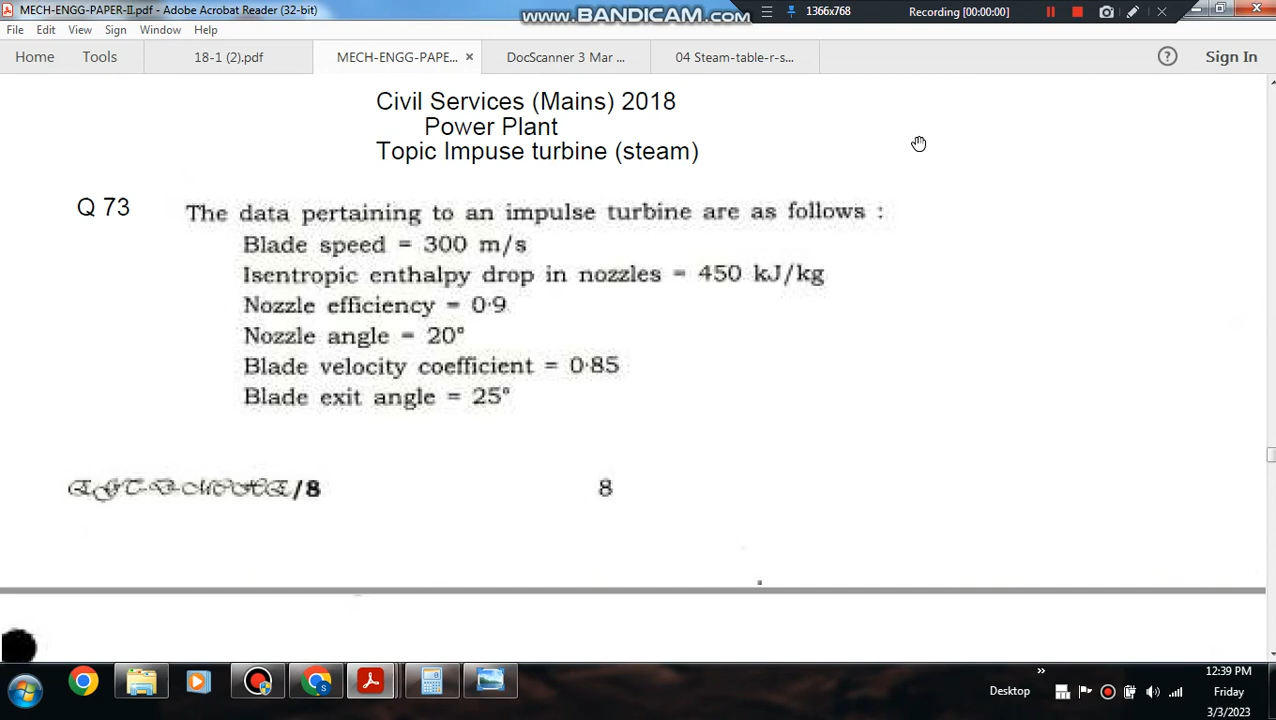 MECH-ENGG-PAPER-II.pdf - Adobe Acrobat Reader (32-bit)
www.BANDICAM.com
1366x768
Recording [00:00:00]
File Edit View Sign Window Help
Home Tools 18-1 (2).pdf MECH-ENGG-PAPE... × DocScanner 3 Mar ... 04 Steam-table-r-s... ? Sign In
Civil Services (Mains) 2018
Power Plant
Topic Impuse turbine (steam)
Q 73 The data pertaining to an impulse turbine are as follows :
Blade speed = 300 m/s
Isentropic enthalpy drop in nozzles = 450 kJ/kg
Nozzle efficiency = 0·9
Nozzle angle = 20°
Blade velocity coefficient = 0·85
Blade exit angle = 25°
EGT-D-MCHE/8 8
12:39 PM
Desktop » Friday
3/3/2023